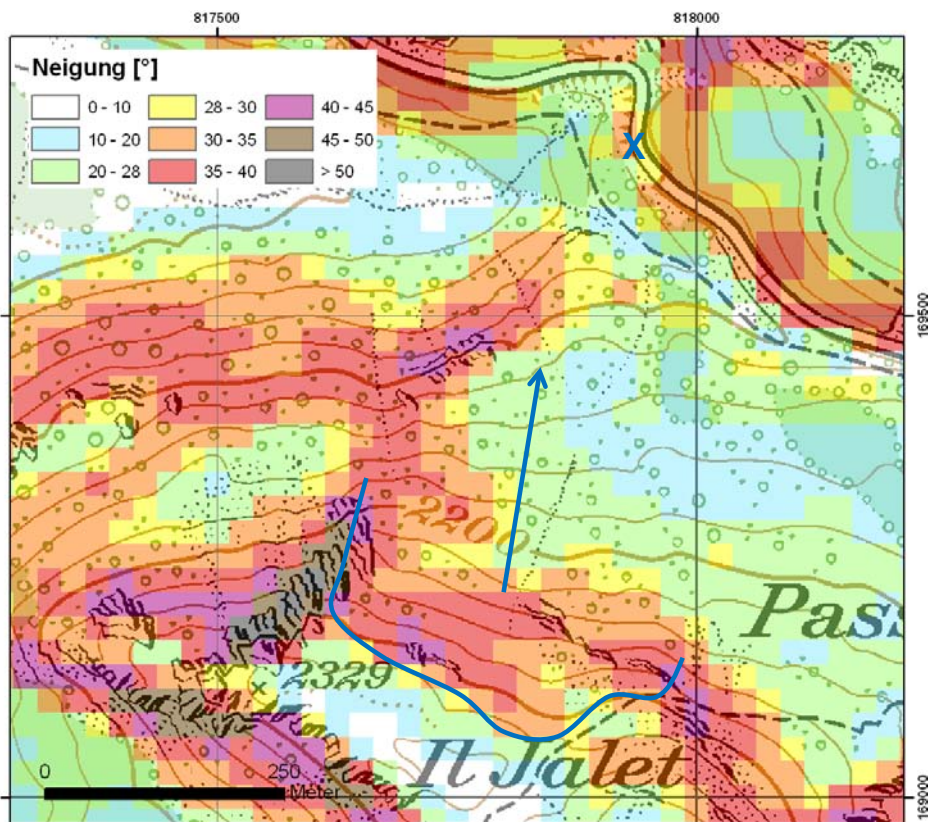 817500 818000
Neigung [°]
0 - 10 28 - 30 40 - 45
10 - 20 30 - 35 45 - 50
20 - 28 35 - 40 > 50
X
169500
2200
Pass
2329
Il Jalet
0 250
Meter
169000